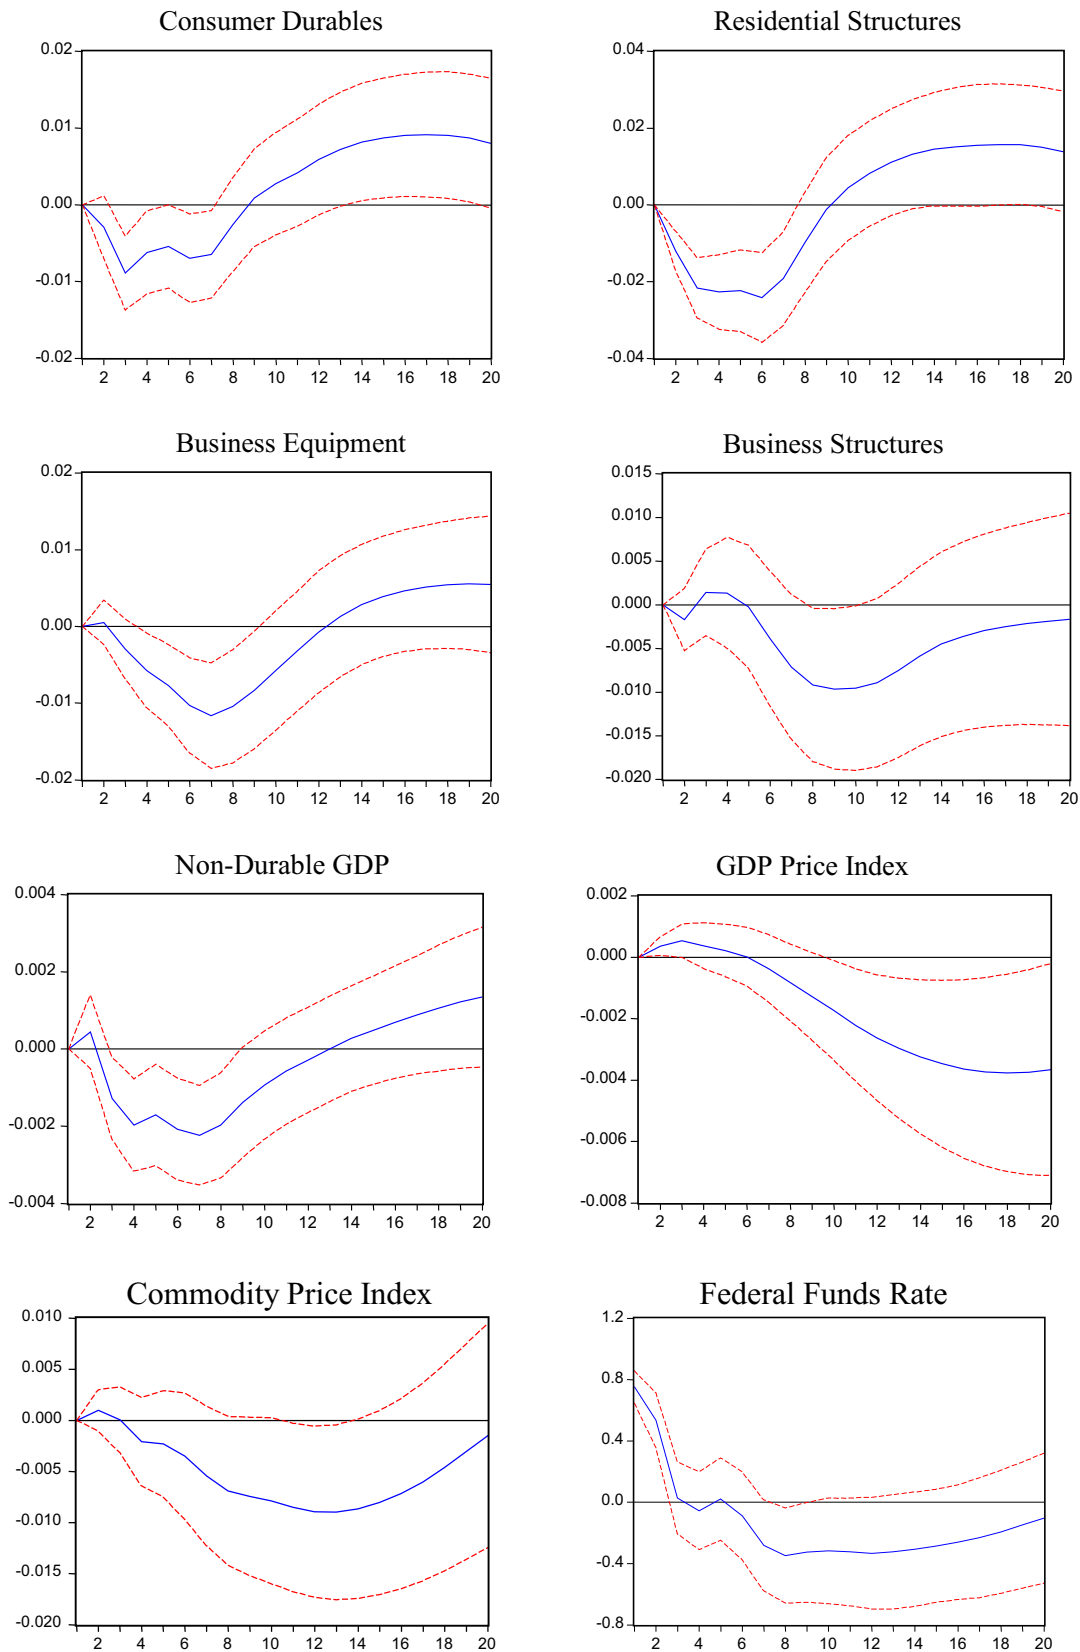 Consumer Durables
0.02
0.01
0.00
-0.01
-0.02
2 4 6 8 10 12 14 16 18 20
Residential Structures
0.04
0.02
0.00
-0.02
-0.04
2 4 6 8 10 12 14 16 18 20
Business Equipment
0.02
0.01
0.00
-0.01
-0.02
2 4 6 8 10 12 14 16 18 20
Business Structures
0.015
0.010
0.005
0.000
-0.005
-0.010
-0.015
-0.020
2 4 6 8 10 12 14 16 18 20
Non-Durable GDP
0.004
0.002
0.000
-0.002
-0.004
2 4 6 8 10 12 14 16 18 20
GDP Price Index
0.002
0.000
-0.002
-0.004
-0.006
-0.008
2 4 6 8 10 12 14 16 18 20
Commodity Price Index
0.010
0.005
0.000
-0.005
-0.010
-0.015
-0.020
2 4 6 8 10 12 14 16 18 20
Federal Funds Rate
1.2
0.8
0.4
0.0
-0.4
-0.8
2 4 6 8 10 12 14 16 18 20